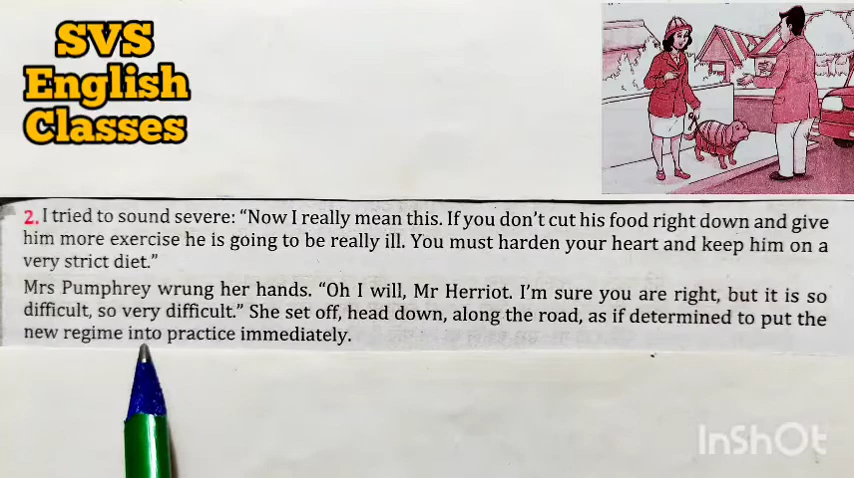 SVS
English
Classes
2. I tried to sound severe: “Now I really mean this. If you don’t cut his food right down and give
him more exercise he is going to be really ill. You must harden your heart and keep him on a
very strict diet.”
Mrs Pumphrey wrung her hands. “Oh I will, Mr Herriot. I’m sure you are right, but it is so
difficult, so very difficult.” She set off, head down, along the road, as if determined to put the
new regime into practice immediately.
InShOt